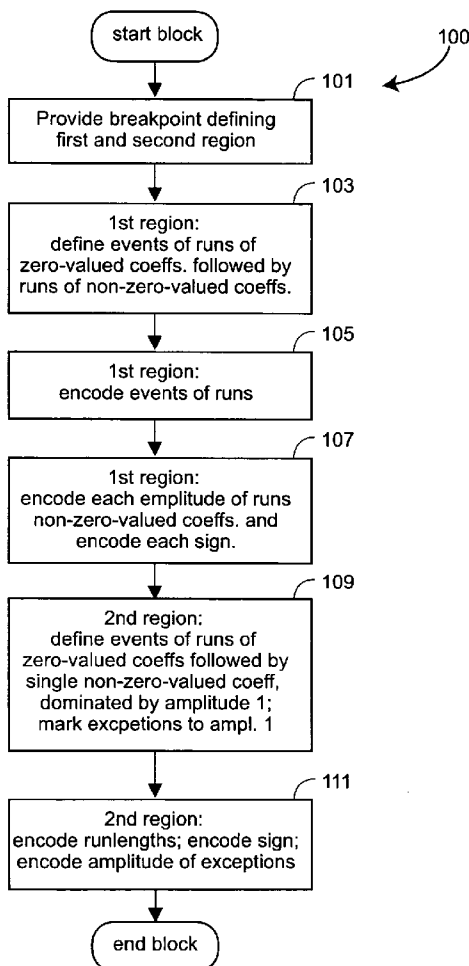 start block
100
101
Provide breakpoint defining
first and second region
103
1st region:
define events of runs of
zero-valued coeffs. followed by
runs of non-zero-valued coeffs.
105
1st region:
encode events of runs
107
1st region:
encode each emplitude of runs
non-zero-valued coeffs. and
encode each sign.
109
2nd region:
define events of runs of
zero-valued coeffs followed by
single non-zero-valued coeff,
dominated by amplitude 1;
mark excpetions to ampl. 1
111
2nd region:
encode runlengths; encode sign;
encode amplitude of exceptions
end block